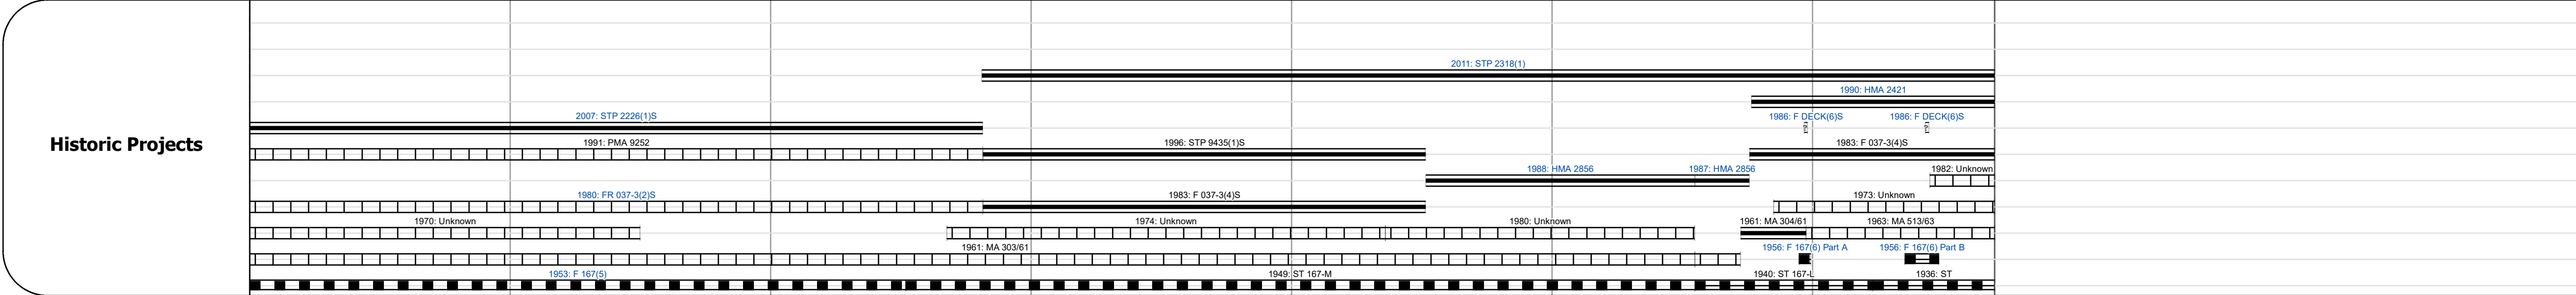 2011: STP 2318(1)
1990: HMA 2421
2007: STP 2226(1)S 1986: F DECK(6)S 1986: F DECK(6)S
Historic Projects
1991: PMA 9252 1996: STP 9435(1)S 1983: F 037-3(4)S
1988: HMA 2856 1987: HMA 2856 1982: Unknown
1980: FR 037-3(2)S 1983: F 037-3(4)S 1973: Unknown
1970: Unknown 1974: Unknown 1980: Unknown 1961: MA 304/61 1963: MA 513/63
1961: MA 303/61 1956: F 167(6) Part A 1956: F 167(6) Part B
1953: F 167(5) 1949: ST 167-M 1940: ST 167-L 1936: ST